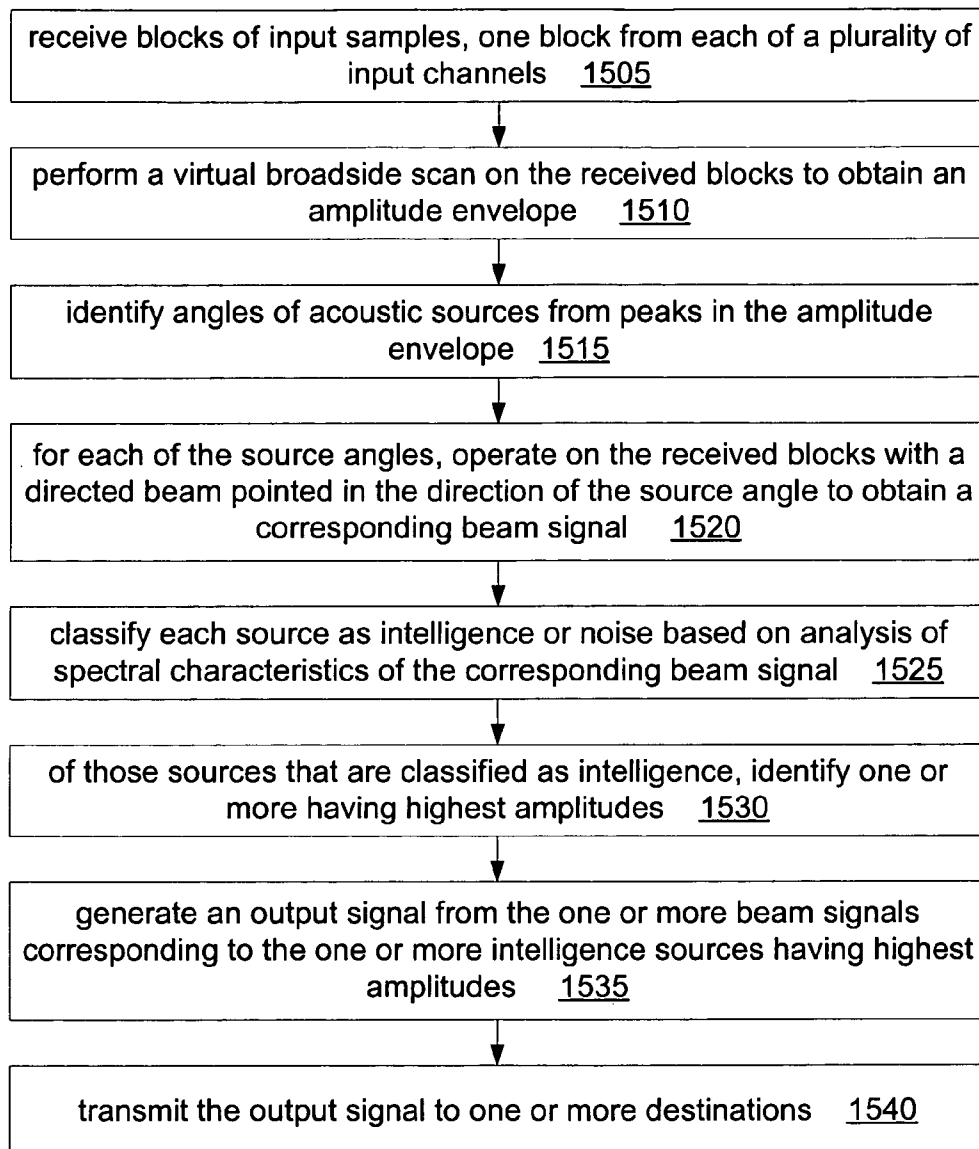 receive blocks of input samples, one block from each of a plurality of
input channels 1505
perform a virtual broadside scan on the received blocks to obtain an
amplitude envelope 1510
identify angles of acoustic sources from peaks in the amplitude
envelope 1515
for each of the source angles, operate on the received blocks with a
directed beam pointed in the direction of the source angle to obtain a
corresponding beam signal 1520
classify each source as intelligence or noise based on analysis of
spectral characteristics of the corresponding beam signal 1525
of those sources that are classified as intelligence, identify one or
more having highest amplitudes 1530
generate an output signal from the one or more beam signals
corresponding to the one or more intelligence sources having highest
amplitudes 1535
transmit the output signal to one or more destinations 1540